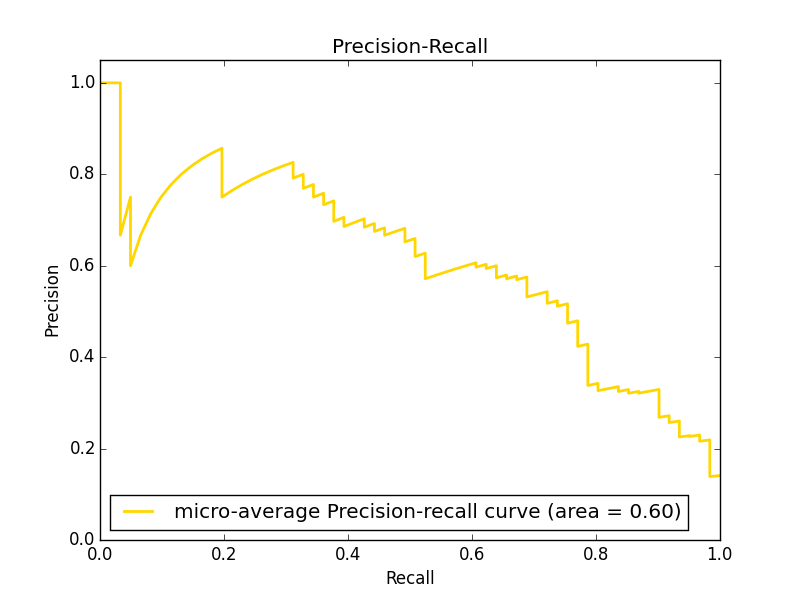 Precision-Recall
1.0
0.8
0.6
0.4
0.2
0.0
Precision
micro-average Precision-recall curve (area = 0.60)
0.0 0.2 0.4 0.6 0.8 1.0
Recall